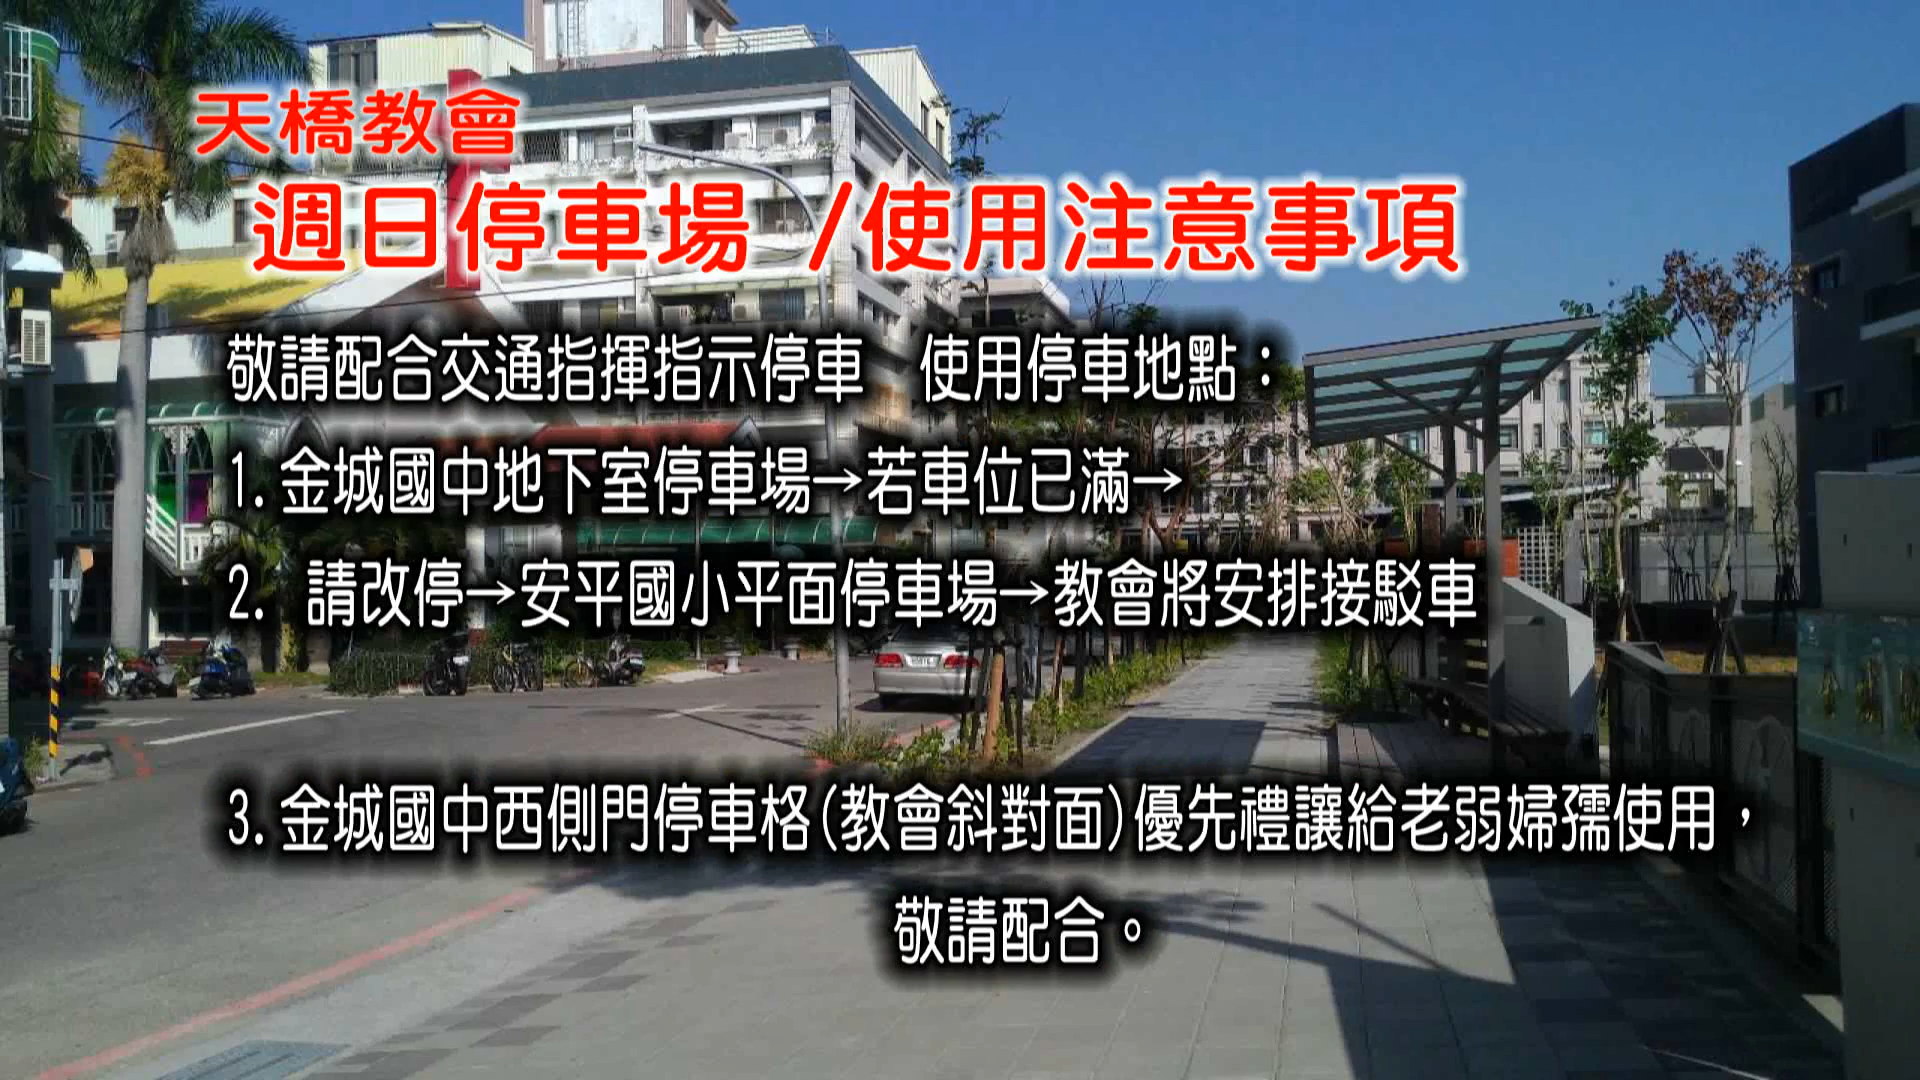 天橋教會
週日停車場 /使用注意事項
敬請配合交通指揮指示停車　使用停車地點：
1.金城國中地下室停車場→若車位已滿→
2. 請改停→安平國小平面停車場→教會將安排接駁車
3.金城國中西側門停車格(教會斜對面)優先禮讓給老弱婦孺使用，
敬請配合。